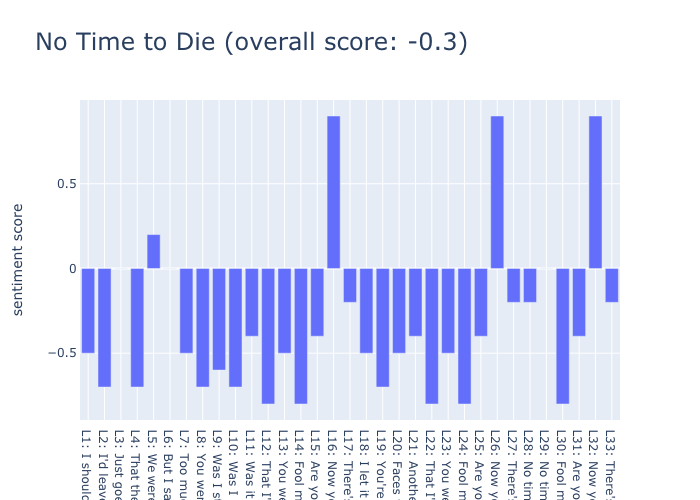 No Time to Die (overall score: -0.3)
sentiment score
0.5
0
−0.5
L1: I should
L2: I'd leav
L3: Just go
L4: That the
L5: We were
L6: But I sa
L7: Too mu
L8: You wer
L9: Was I s
L10: Was I
L11: Was it
L12: That I'
L13: You we
L14: Fool m
L15: Are yo
L16: Now y
L17: There'
L18: I let it
L19: You're
L20: Faces
L21: Anothe
L22: That I'
L23: You we
L24: Fool m
L25: Are yo
L26: Now y
L27: There'
L28: No tim
L29: No tim
L30: Fool m
L31: Are yo
L32: Now y
L33: There'